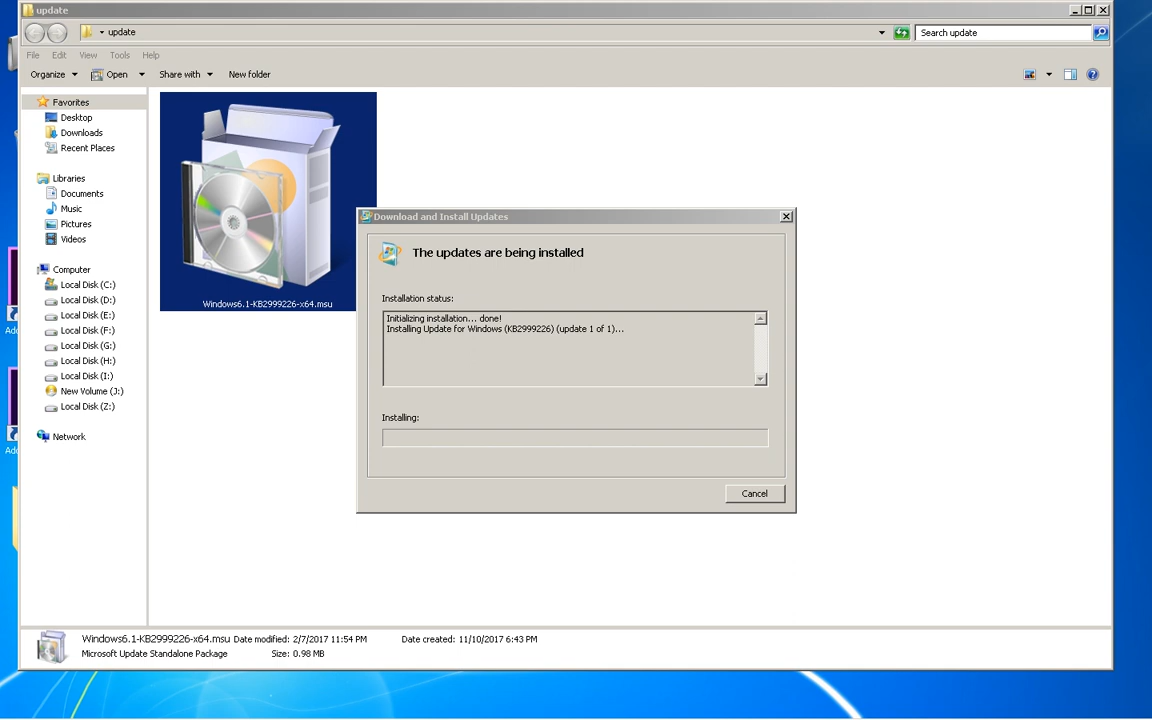 update
update
Search update
File Edit View Tools Help
Organize Open Share with New folder
Favorites
Desktop
Downloads
Recent Places
Libraries
Documents
Music
Pictures
Videos
Computer
Local Disk (C:)
Local Disk (D:)
Local Disk (E:)
Local Disk (F:)
Local Disk (G:)
Local Disk (H:)
Local Disk (I:)
New Volume (J:)
Local Disk (Z:)
Network
Windows6.1-KB2999226-x64.msu
Download and Install Updates
The updates are being installed
Installation status:
Initializing installation... done!
Installing Update for Windows (KB2999226) (update 1 of 1)...
Installing:
Cancel
Windows6.1-KB2999226-x64.msu Date modified: 2/7/2017 11:54 PM Date created: 11/10/2017 6:43 PM
Microsoft Update Standalone Package Size: 0.98 MB